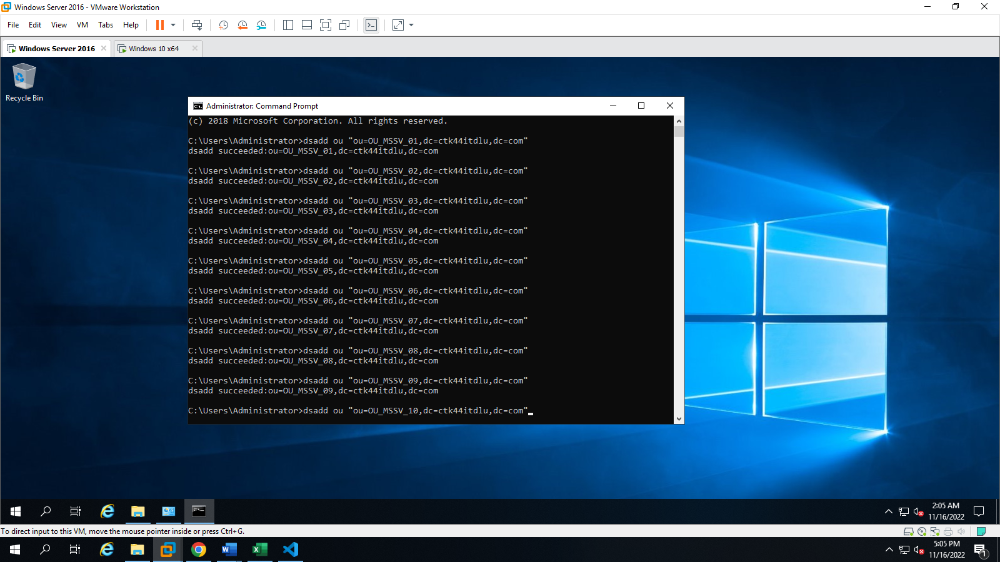 Windows Server 2016 - VMware Workstation
File Edit View VM Tabs Help
Windows Server 2016 Windows 10 x64
Recycle Bin
Administrator: Command Prompt
(c) 2018 Microsoft Corporation. All rights reserved.
C:\Users\Administrator>dsadd ou "ou=OU_MSSV_01,dc=ctk44itdlu,dc=com"
dsadd succeeded:ou=OU_MSSV_01,dc=ctk44itdlu,dc=com
C:\Users\Administrator>dsadd ou "ou=OU_MSSV_02,dc=ctk44itdlu,dc=com"
dsadd succeeded:ou=OU_MSSV_02,dc=ctk44itdlu,dc=com
C:\Users\Administrator>dsadd ou "ou=OU_MSSV_03,dc=ctk44itdlu,dc=com"
dsadd succeeded:ou=OU_MSSV_03,dc=ctk44itdlu,dc=com
C:\Users\Administrator>dsadd ou "ou=OU_MSSV_04,dc=ctk44itdlu,dc=com"
dsadd succeeded:ou=OU_MSSV_04,dc=ctk44itdlu,dc=com
C:\Users\Administrator>dsadd ou "ou=OU_MSSV_05,dc=ctk44itdlu,dc=com"
dsadd succeeded:ou=OU_MSSV_05,dc=ctk44itdlu,dc=com
C:\Users\Administrator>dsadd ou "ou=OU_MSSV_06,dc=ctk44itdlu,dc=com"
dsadd succeeded:ou=OU_MSSV_06,dc=ctk44itdlu,dc=com
C:\Users\Administrator>dsadd ou "ou=OU_MSSV_07,dc=ctk44itdlu,dc=com"
dsadd succeeded:ou=OU_MSSV_07,dc=ctk44itdlu,dc=com
C:\Users\Administrator>dsadd ou "ou=OU_MSSV_08,dc=ctk44itdlu,dc=com"
dsadd succeeded:ou=OU_MSSV_08,dc=ctk44itdlu,dc=com
C:\Users\Administrator>dsadd ou "ou=OU_MSSV_09,dc=ctk44itdlu,dc=com"
dsadd succeeded:ou=OU_MSSV_09,dc=ctk44itdlu,dc=com
C:\Users\Administrator>dsadd ou "ou=OU_MSSV_10,dc=ctk44itdlu,dc=com"
2:05 AM
11/16/2022
To direct input to this VM, move the mouse pointer inside or press Ctrl+G.
5:05 PM
11/16/2022
1